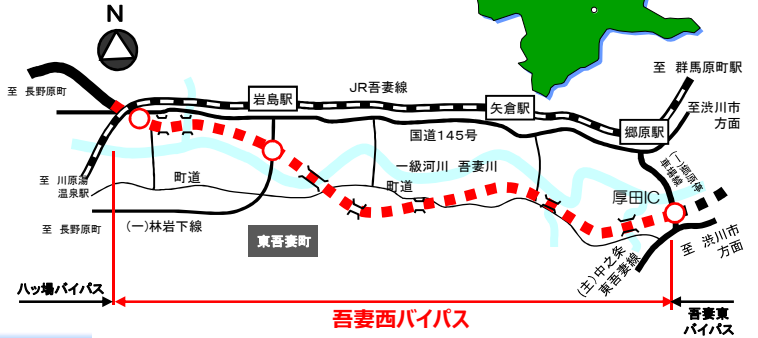 N
至 群馬原町駅
至 長野原町
JR吾妻線
岩島駅
矢倉駅
至渋川市
方面
郷原駅
国道145号
一級河川 吾妻川
(一)郷原停
車場線
至 川原湯
温泉駅
町道
町道
厚田IC
至 長野原町
(一)林岩下線
東吾妻町
至 渋川市
方面
(主)中之条
東吾妻線
八ッ場バイパス
吾妻西バイパス
吾妻東
バイパス